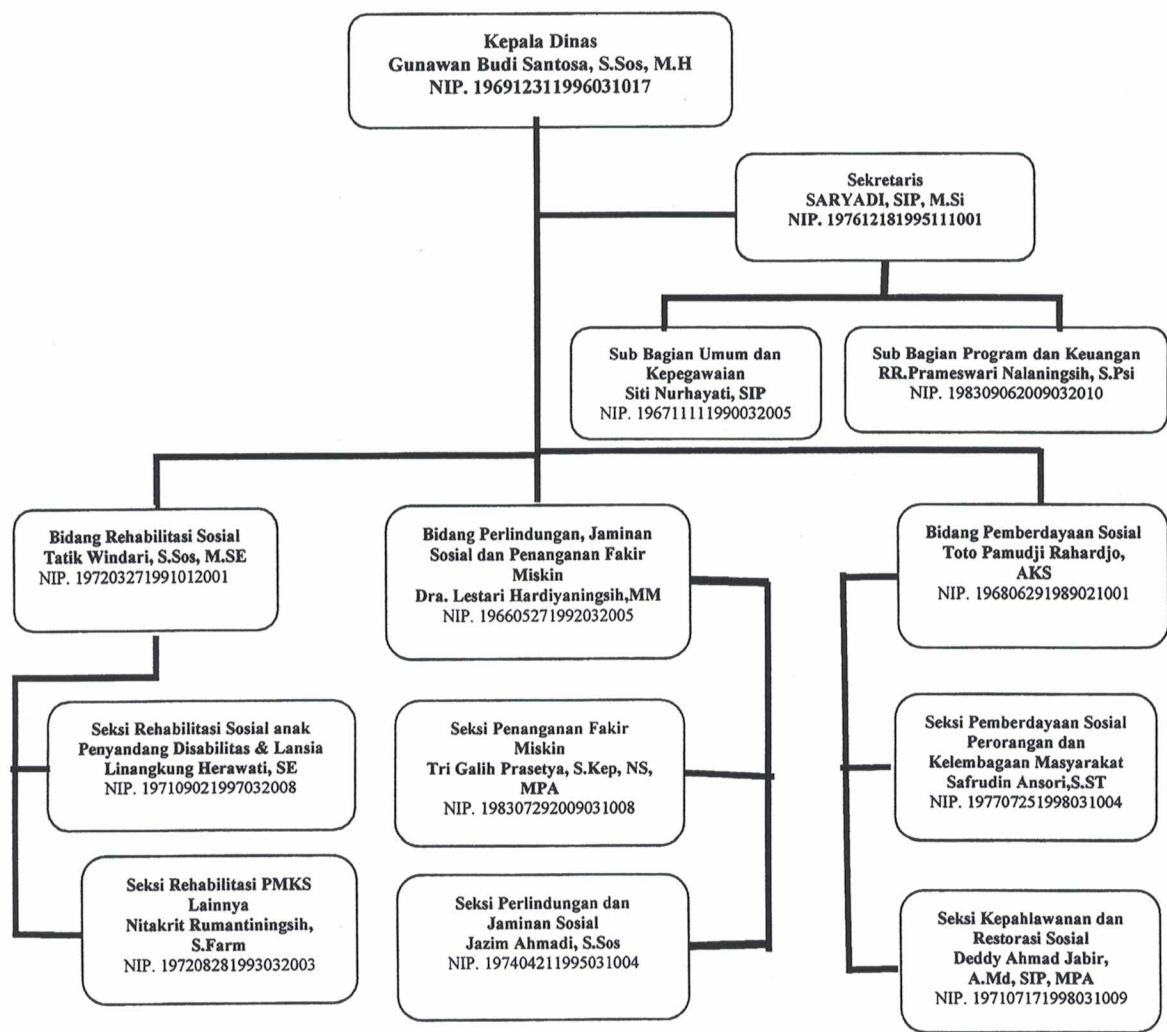 Kepala Dinas
Gunawan Budi Santosa, S.Sos, M.H
NIP. 196912311996031017
Sekretaris
SARYADI, SIP, M.Si
NIP. 197612181995111001
Sub Bagian Umum dan
Kepegawaian
Siti Nurhayati, SIP
NIP. 196711111990032005
Sub Bagian Program dan Keuangan
RR.Prameswari Nalaningsih, S.Psi
NIP. 198309062009032010
Bidang Rehabilitasi Sosial
Tatik Windari, S.Sos, M.SE
NIP. 197203271991012001
Bidang Perlindungan, Jaminan
Sosial dan Penanganan Fakir
Miskin
Dra. Lestari Hardiyaningsih,MM
NIP. 196605271992032005
Bidang Pemberdayaan Sosial
Toto Pamudji Rahardjo,
AKS
NIP. 196806291989021001
Seksi Rehabilitasi Sosial anak
Penyandang Disabilitas & Lansia
Linangkung Herawati, SE
NIP. 197109021997032008
Seksi Penanganan Fakir
Miskin
Tri Galih Prasetya, S.Kep, NS,
MPA
NIP. 198307292009031008
Seksi Pemberdayaan Sosial
Perorangan dan
Kelembagaan Masyarakat
Safrudin Ansori,S.ST
NIP. 197707251998031004
Seksi Rehabilitasi PMKS
Lainnya
Nitakrit Rumantiningsih,
S.Farm
NIP. 197208281993032003
Seksi Perlindungan dan
Jaminan Sosial
Jazim Ahmadi, S.Sos
NIP. 197404211995031004
Seksi Kepahlawanan dan
Restorasi Sosial
Deddy Ahmad Jabir,
A.Md, SIP, MPA
NIP. 197107171998031009